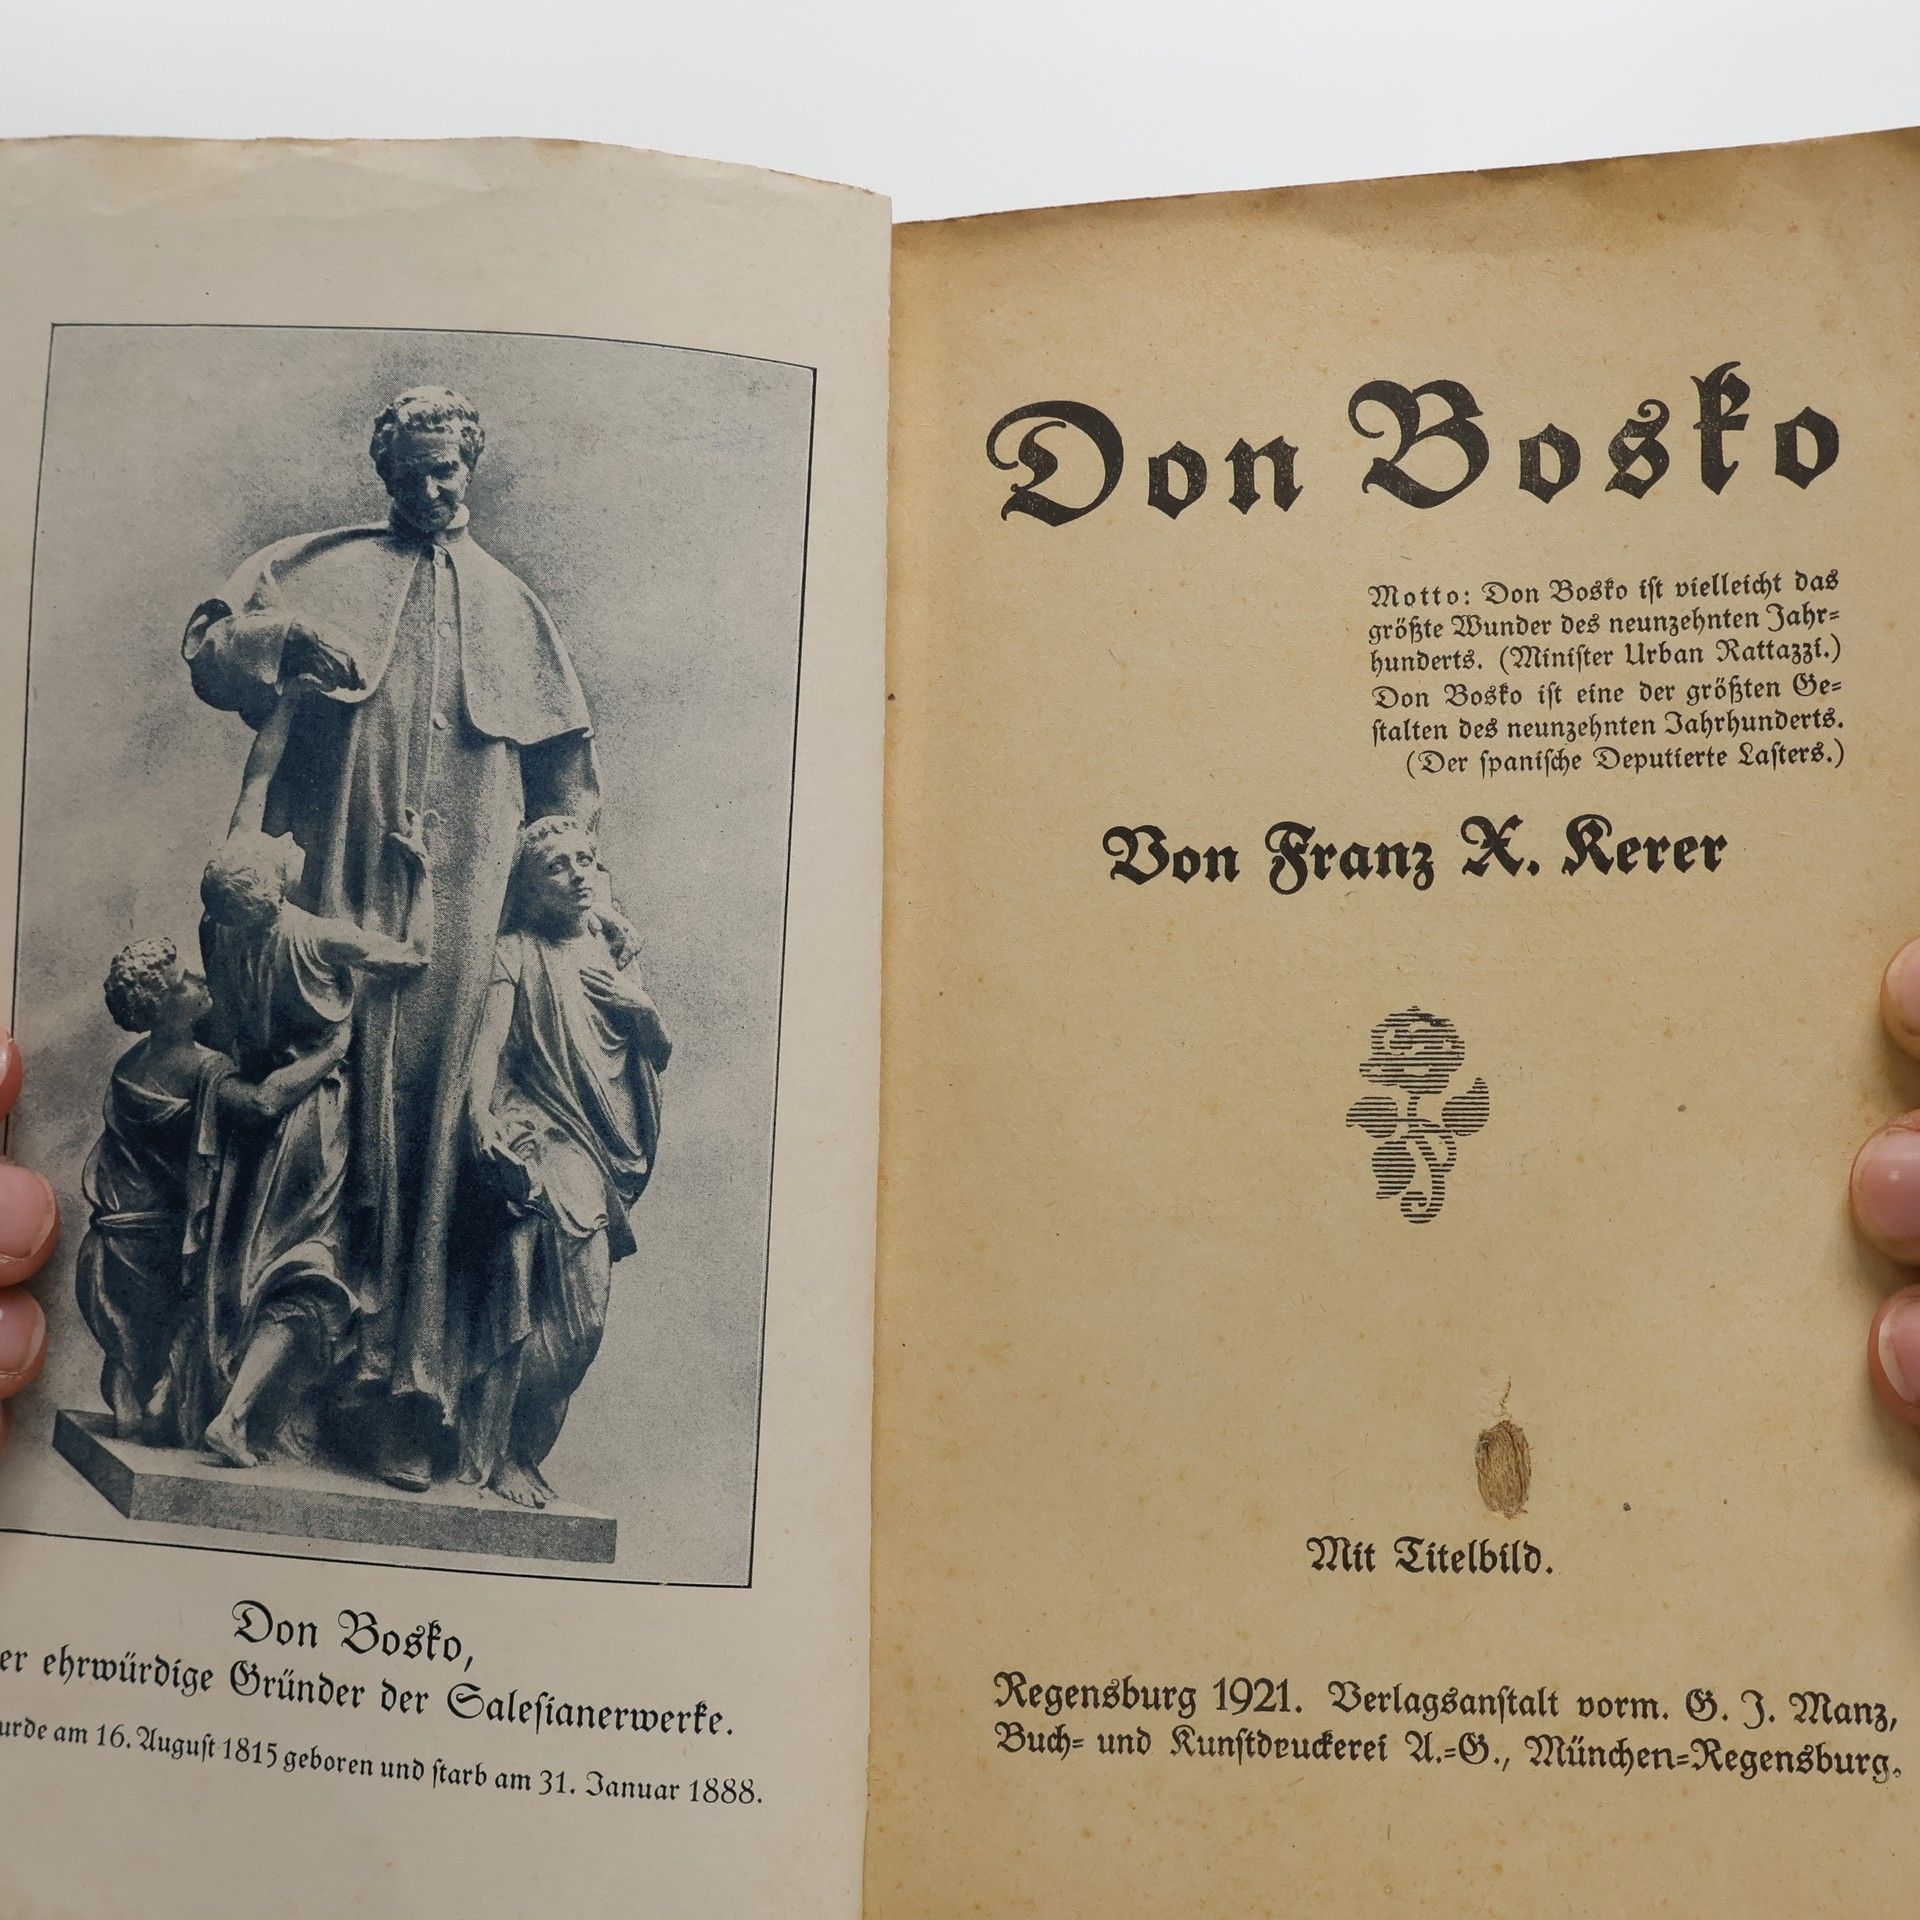 Don Bosko,
er ehrwürdige Gründer der Salesianerwerke.
urde am 16. August 1815 geboren und starb am 31. Januar 1888.
Don Bosko
Motto: Don Bosko ist vielleicht das
größte Wunder des neunzehnten Jahr-
hunderts. (Minister Urban Rattazzi.)
Don Bosko ist eine der größten Ge-
stalten des neunzehnten Jahrhunderts.
(Der spanische Deputierte Lasters.)
Von Franz X. Kerer
Mit Titelbild.
Regensburg 1921. Verlagsanstalt vorm. G. J. Manz,
Buch- und Kunstdruckerei A.-G., München-Regensburg.